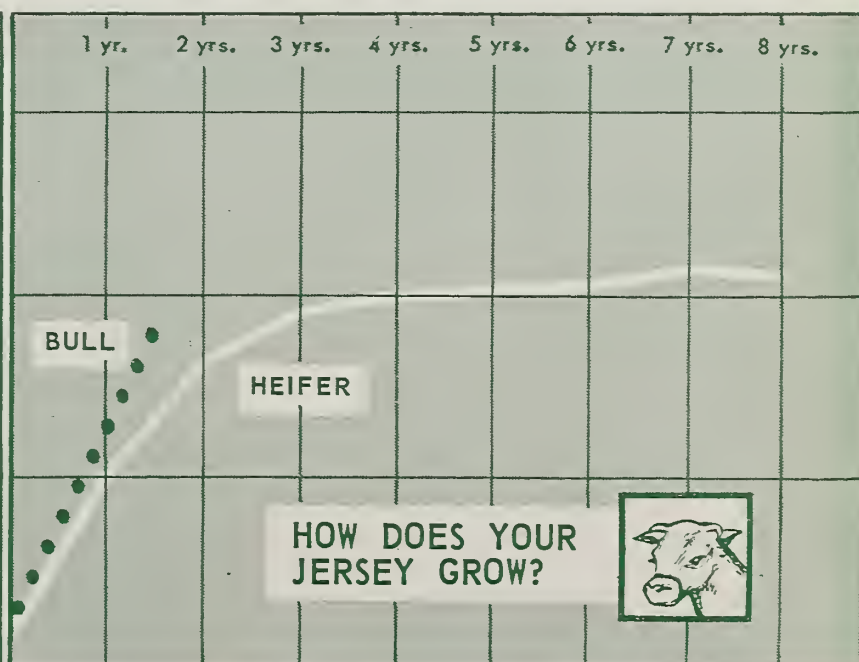 1 yr. 2 yrs. 3 yrs. 4 yrs. 5 yrs. 6 yrs. 7 yrs. 8 yrs.
BULL
HEIFER
HOW DOES YOUR
JERSEY GROW?